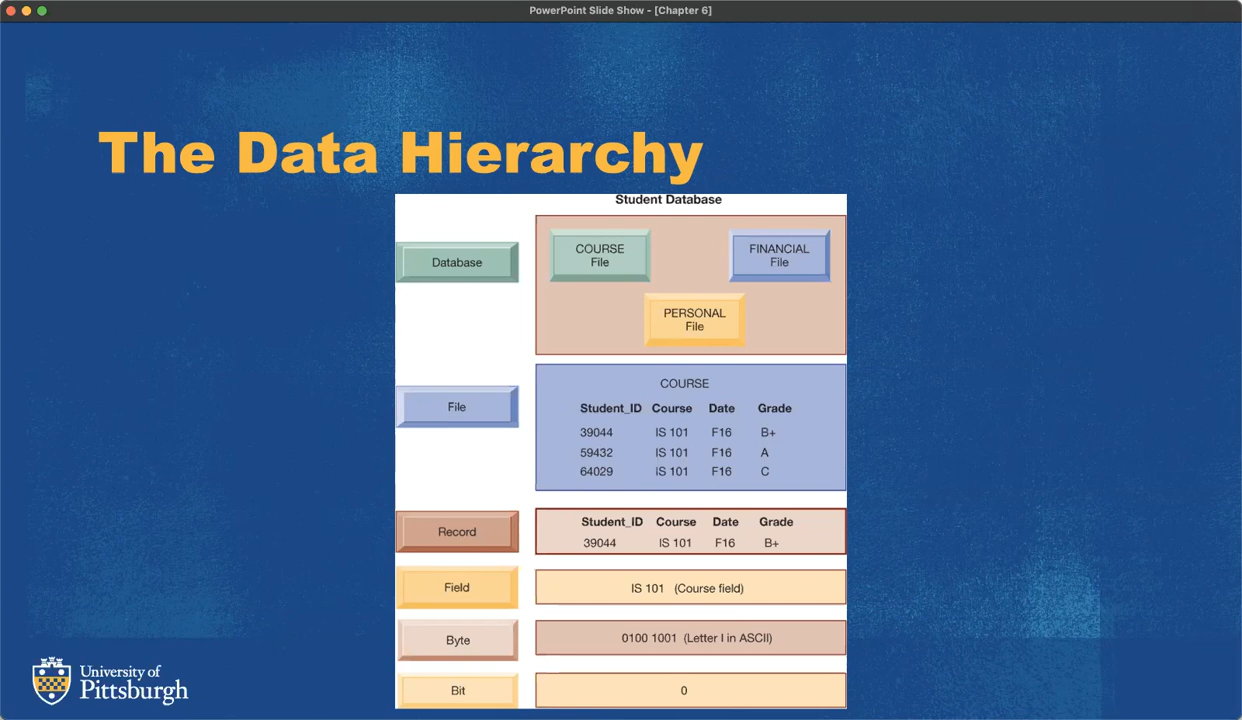 PowerPoint Slide Show - [Chapter 6]
The Data Hierarchy
Student Database
Database
COURSE
File
FINANCIAL
File
PERSONAL
File
File
COURSE
Student_ID Course Date Grade
39044 IS 101 F16 B+
59432 IS 101 F16 A
64029 IS 101 F16 C
Record
Student_ID Course Date Grade
39044 IS 101 F16 B+
Field
IS 101 (Course field)
Byte
0100 1001 (Letter I in ASCII)
Bit
0
University of
Pittsburgh